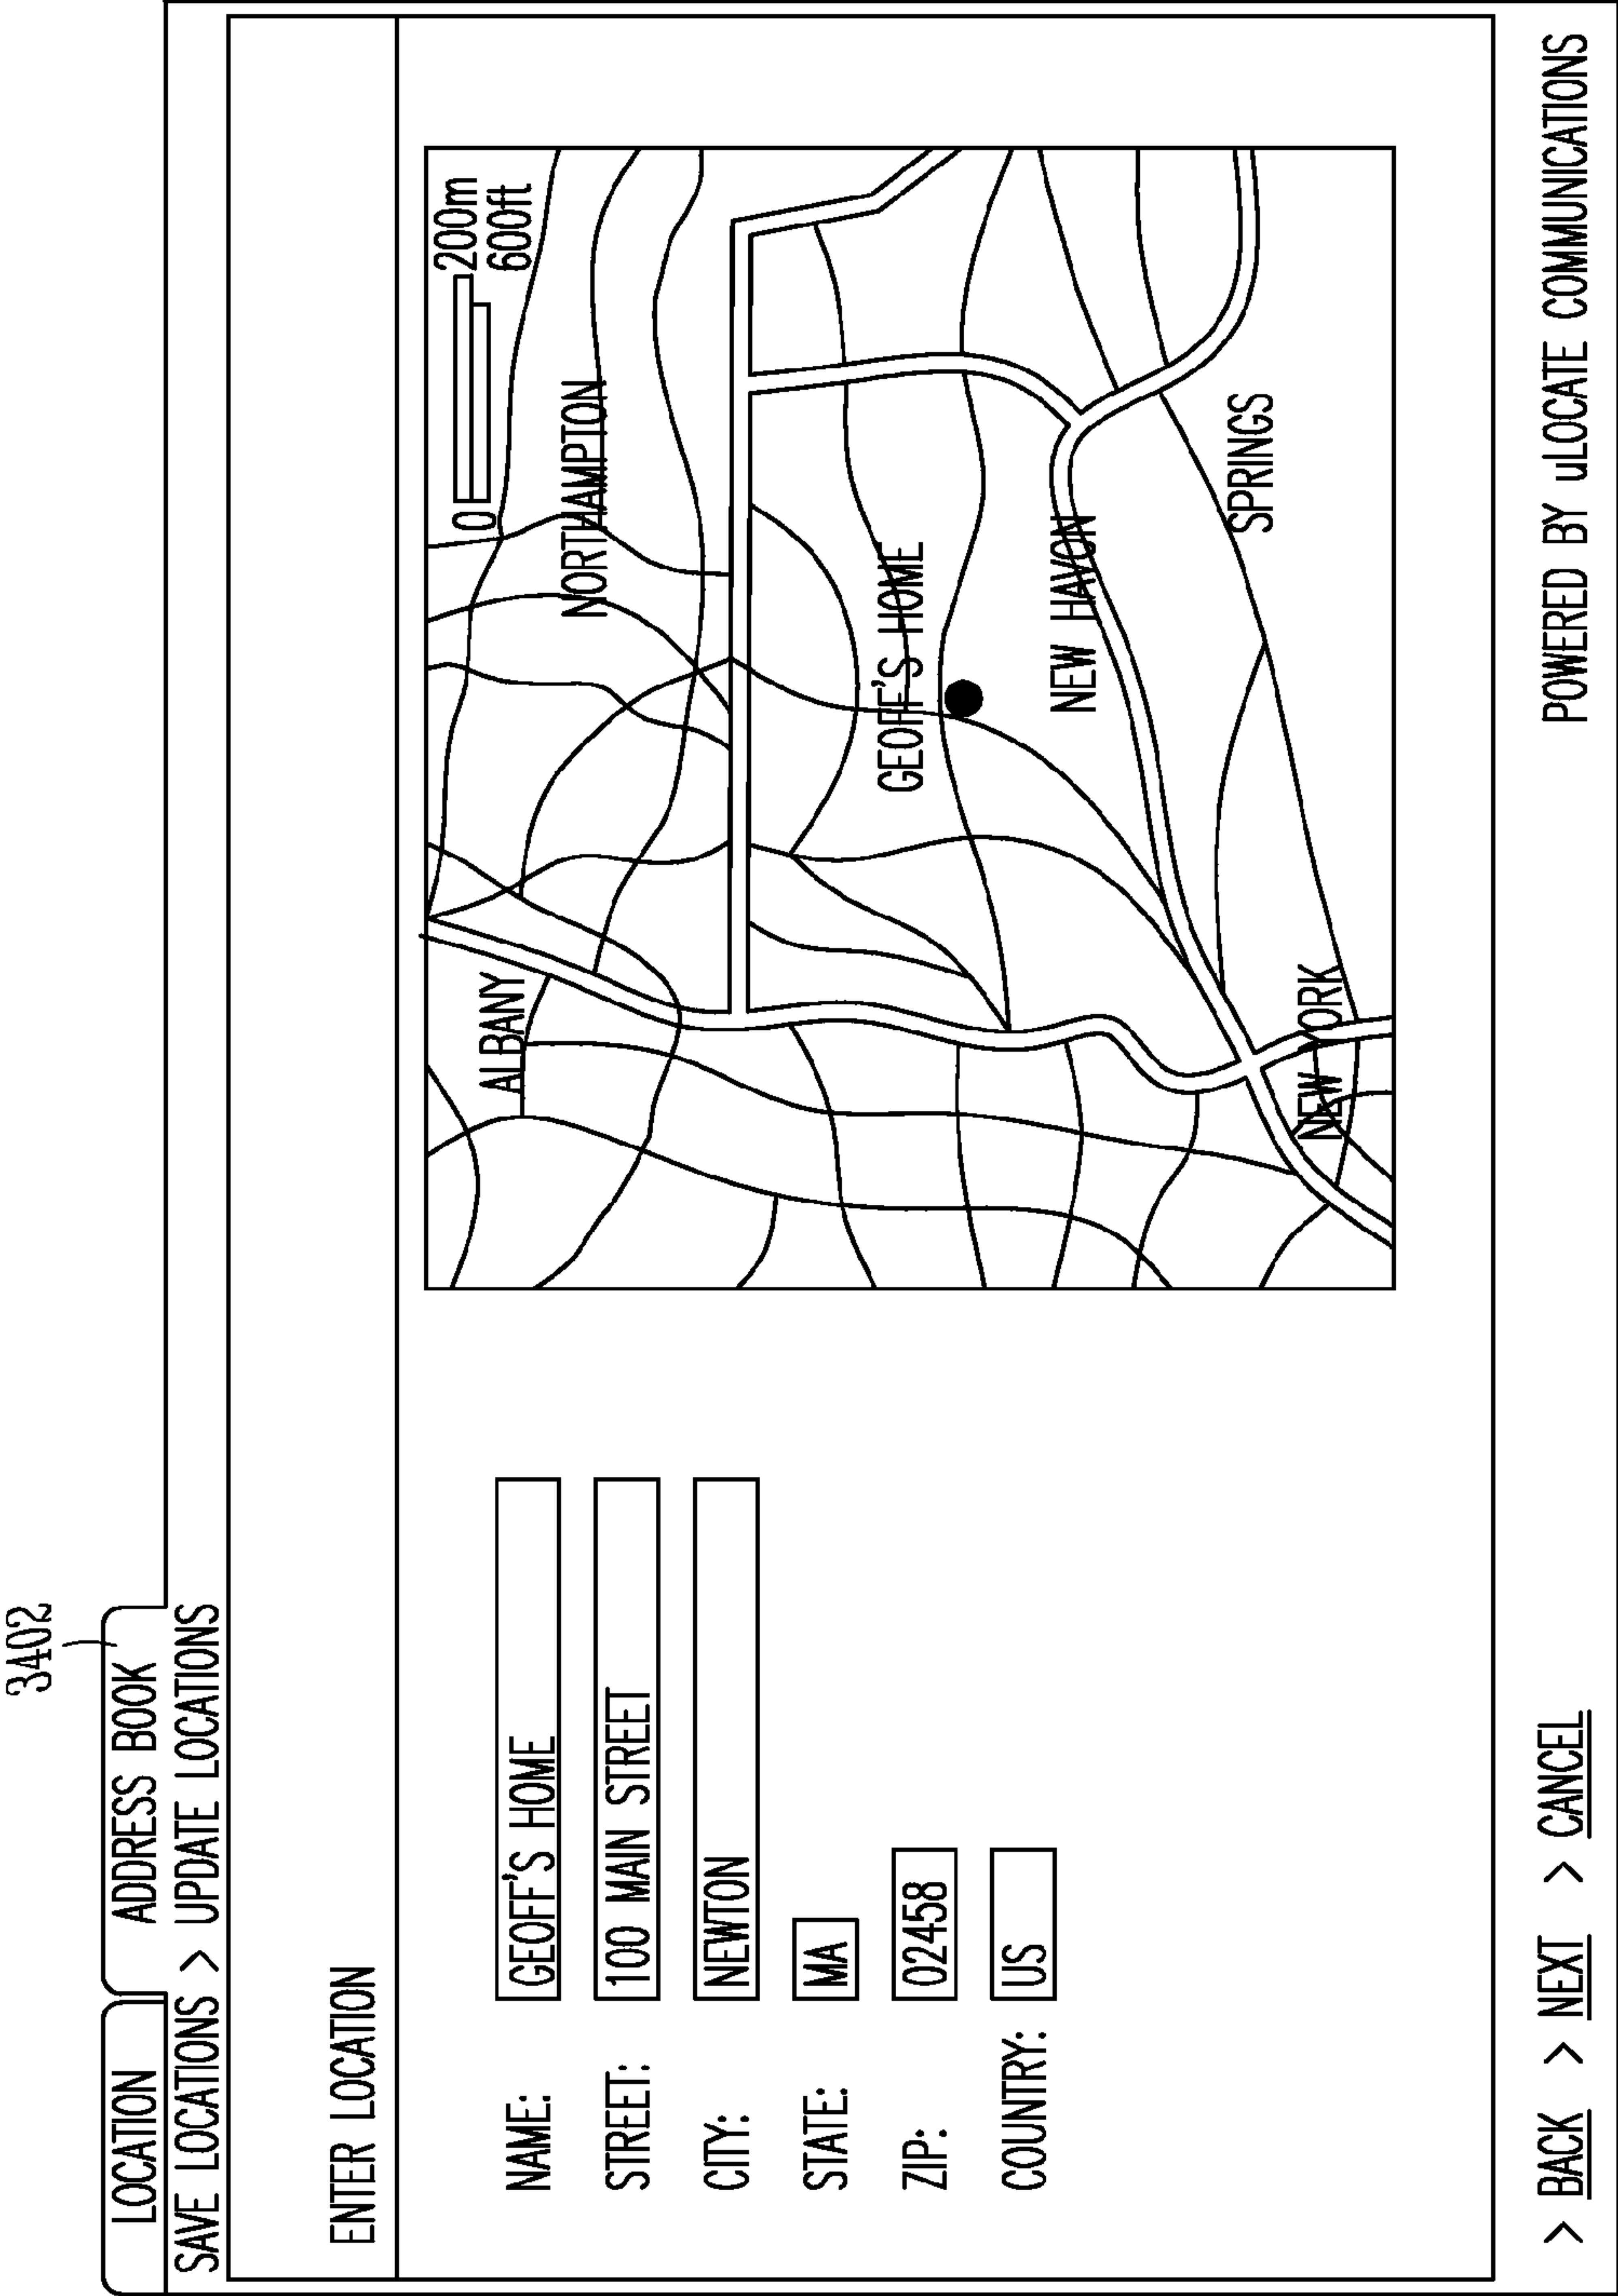 3402
LOCATION ADDRESS BOOK
SAVE LOCATIONS > UPDATE LOCATIONS
ENTER LOCATION
NAME: GEOFF'S HOME
STREET: 100 MAIN STREET
CITY: NEWTON
STATE: MA
ZIP: 02458
COUNTRY: US
0 200m
600ft
ALBANY
NORTHAMPTON
GEOFF'S HOME
NEW HAVON
SPRINGS
NEW YORK
> BACK > NEXT > CANCEL POWERED BY uLOCATE COMMUNICATIONS